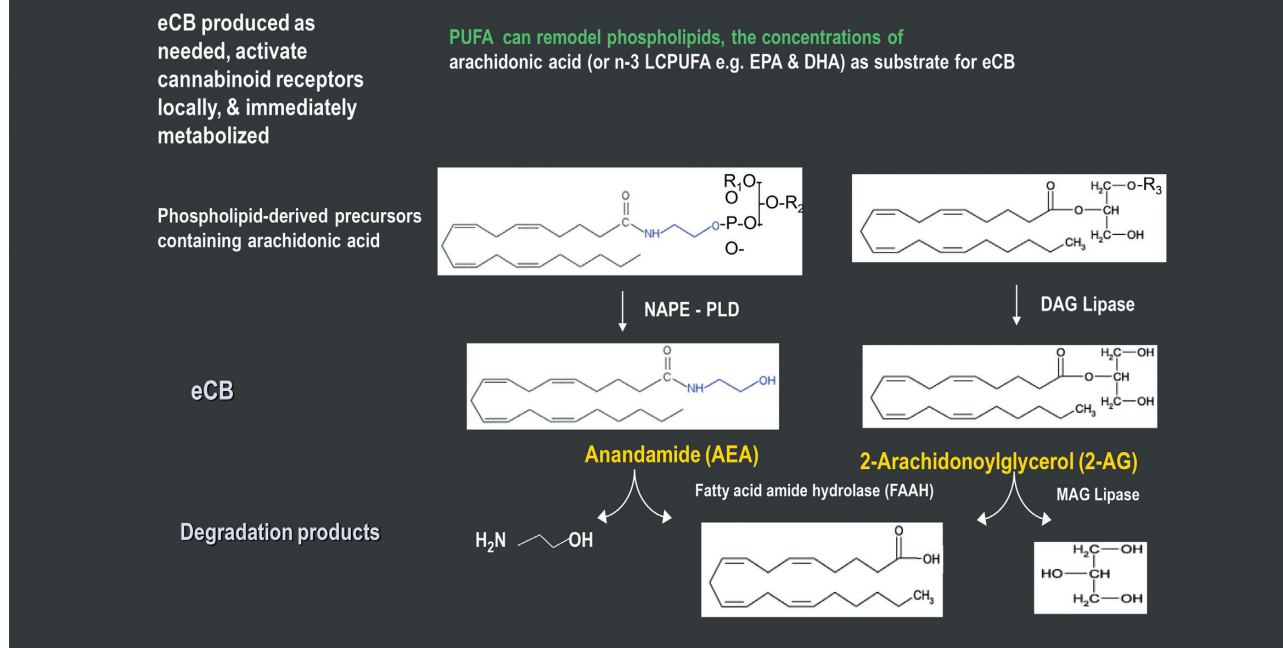 eCB produced as
needed, activate
cannabinoid receptors
locally, & immediately
metabolized
PUFA can remodel phospholipids, the concentrations of
arachidonic acid (or n-3 LCPUFA e.g. EPA & DHA) as substrate for eCB
Phospholipid-derived precursors
containing arachidonic acid
O
C
NH
O-P-O
R₁O
O
O-R₂
O-
O
O
CH
H₂C-O-R₃
H₂C-OH
CH₃
NAPE - PLD
DAG Lipase
eCB
O
C
NH
OH
O
C
O
CH
H₂C-OH
H₂C-OH
CH₃
Anandamide (AEA)
2-Arachidonoylglycerol (2-AG)
Fatty acid amide hydrolase (FAAH)
MAG Lipase
Degradation products
H₂N
OH
O
C
OH
CH₃
H₂C-OH
HO-CH
H₂C-OH